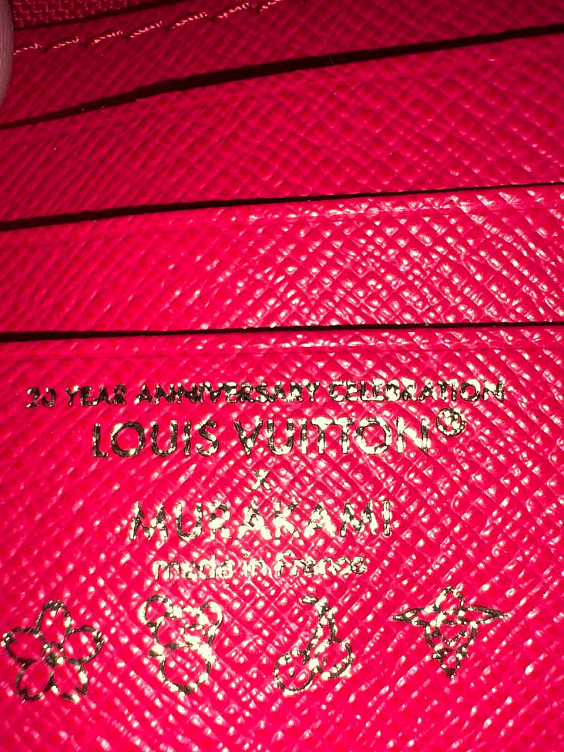 20 YEAR ANNIVERSARY CELEBRATION
LOUIS VUITTON®
X
MURAKAMI
made in France